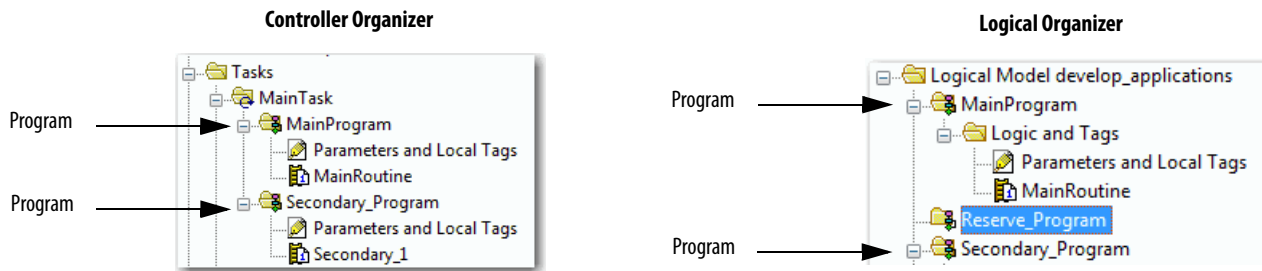 Controller Organizer
Tasks
MainTask
Program
MainProgram
Parameters and Local Tags
MainRoutine
Program
Secondary_Program
Parameters and Local Tags
Secondary_1
Logical Organizer
Logical Model develop_applications
Program
MainProgram
Logic and Tags
Parameters and Local Tags
MainRoutine
Reserve_Program
Program
Secondary_Program